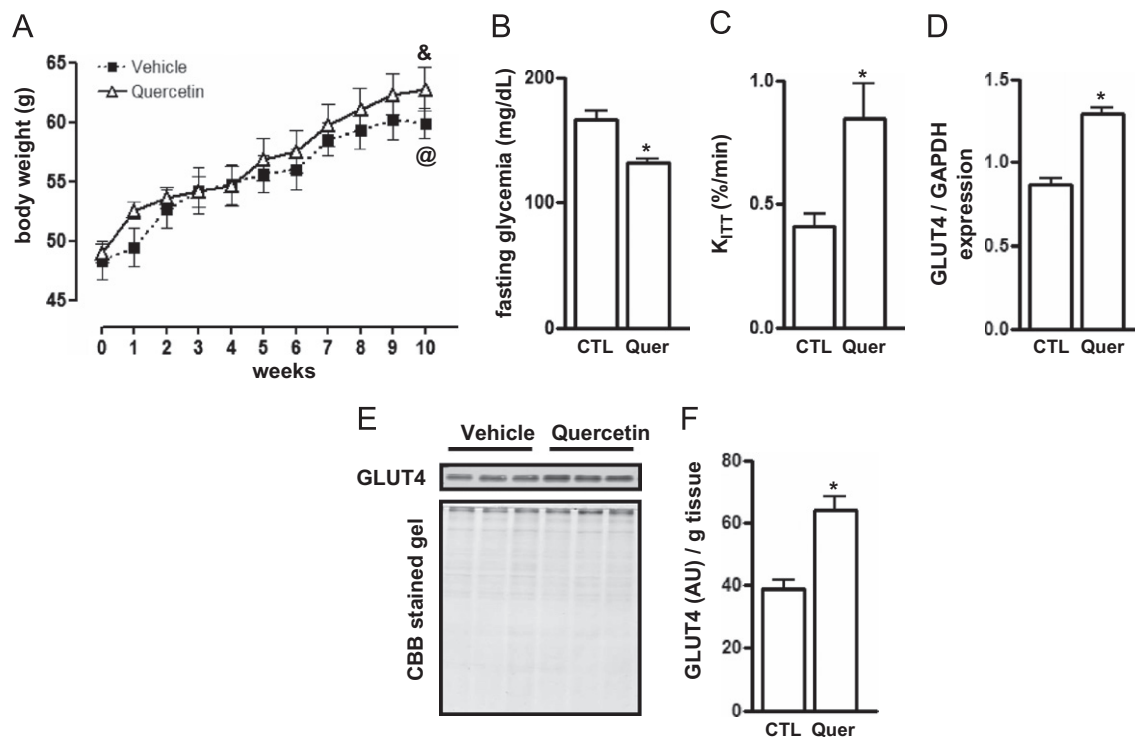 A
body weight (g)
65
60
55
50
45
Vehicle
Quercetin
&
@
0 1 2 3 4 5 6 7 8 9 10
weeks
B
fasting glycemia (mg/dL)
200
100
0
*
CTL Quer
C
K_ITT (%/min)
1.0
0.5
0.0
*
CTL Quer
D
GLUT4 / GAPDH
expression
1.5
1.0
0.5
0.0
*
CTL Quer
E
Vehicle Quercetin
GLUT4
CBB stained gel
F
GLUT4 (AU) / g tissue
80
60
40
20
0
*
CTL Quer